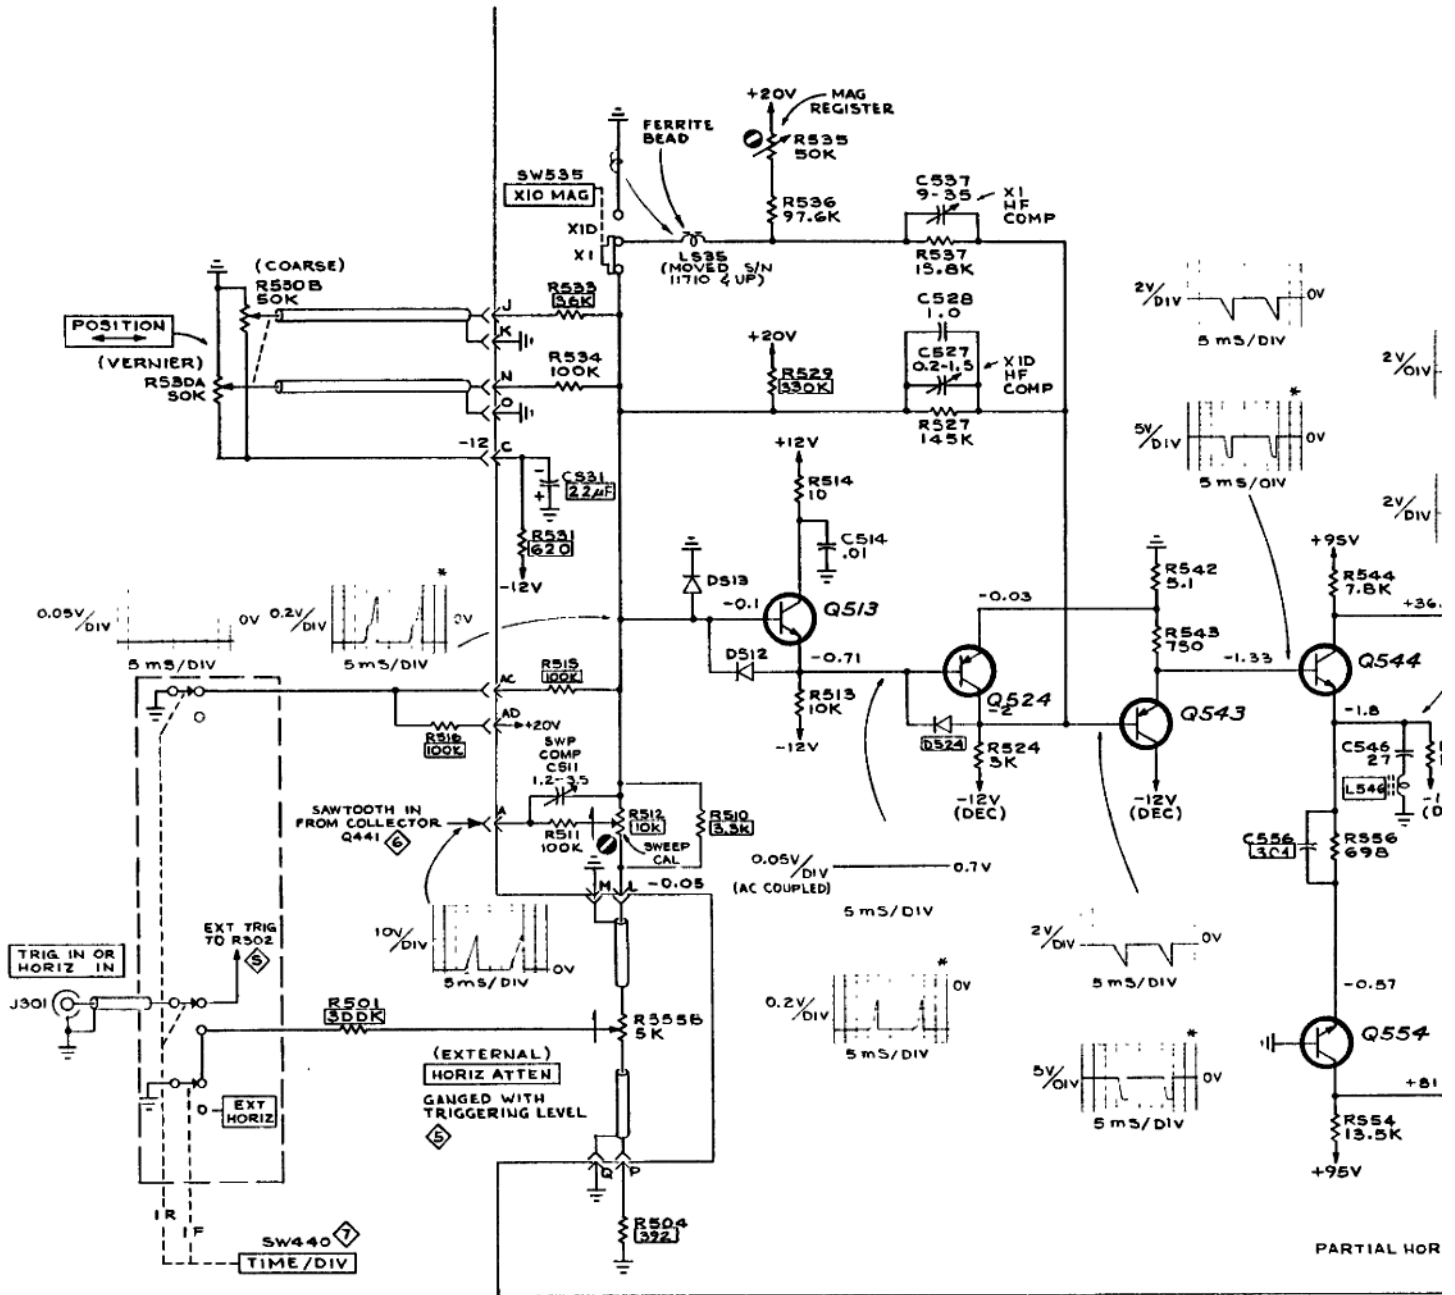 +20V
MAG
REGISTER
FERRITE
BEAD
R535
50K
SW535
X10 MAG
R536
97.6K
C537
9-35
X1
HF
COMP
X10
X1
L535
(MOVED S/N
11710 & UP)
R537
15.8K
(COARSE)
R530B
50K
R533
36K
J
K
C528
1.0
2V/DIV
0V
5 mS/DIV
POSITION
(VERNIER)
R530A
50K
R534
100K
N
O
+20V
R529
330K
C527
0.2-1.5
X10
HF
COMP
R527
145K
2V/DIV
*
5V/DIV
0V
5 mS/DIV
-12
C
C531
22µF
R531
620
-12V
+12V
R514
10
C514
.01
2V/DIV
+95V
R544
7.8K
+36.
R542
5.1
D513
-0.1
Q513
-0.03
*
0.05V/DIV
0V
5 mS/DIV
0.2V/DIV
0V
5 mS/DIV
D512
-0.71
R543
750
-1.33
Q544
AC
R515
100K
R513
10K
-12V
Q524
-2
D524
Q543
-1.8
AD
+20V
R516
100K
SWP
COMP
C511
1.2-3.5
R524
3K
-12V
(DEC)
-12V
(DEC)
C546
27
L546
SAWTOOTH IN
FROM COLLECTOR
Q441 6
A
R511
100K
R512
10K
SWEEP
CAL
R510
3.3K
C556
.304
R556
698
M
L
-0.05
0.05V/DIV
(AC COUPLED)
0.7V
5 mS/DIV
10V/DIV
0V
5 mS/DIV
EXT TRIG
TO R302
5
TRIG IN OR
HORIZ IN
J301
2V/DIV
0V
5 mS/DIV
*
0.2V/DIV
0V
5 mS/DIV
-0.57
R501
300K
R355B
5K
(EXTERNAL)
HORIZ ATTEN
GANGED WITH
TRIGGERING LEVEL
5
Q554
*
5V/DIV
0V
5 mS/DIV
+81
EXT
HORIZ
R554
13.5K
+95V
Q
P
1R
1F
R504
392
SW440 7
TIME/DIV
PARTIAL HOR